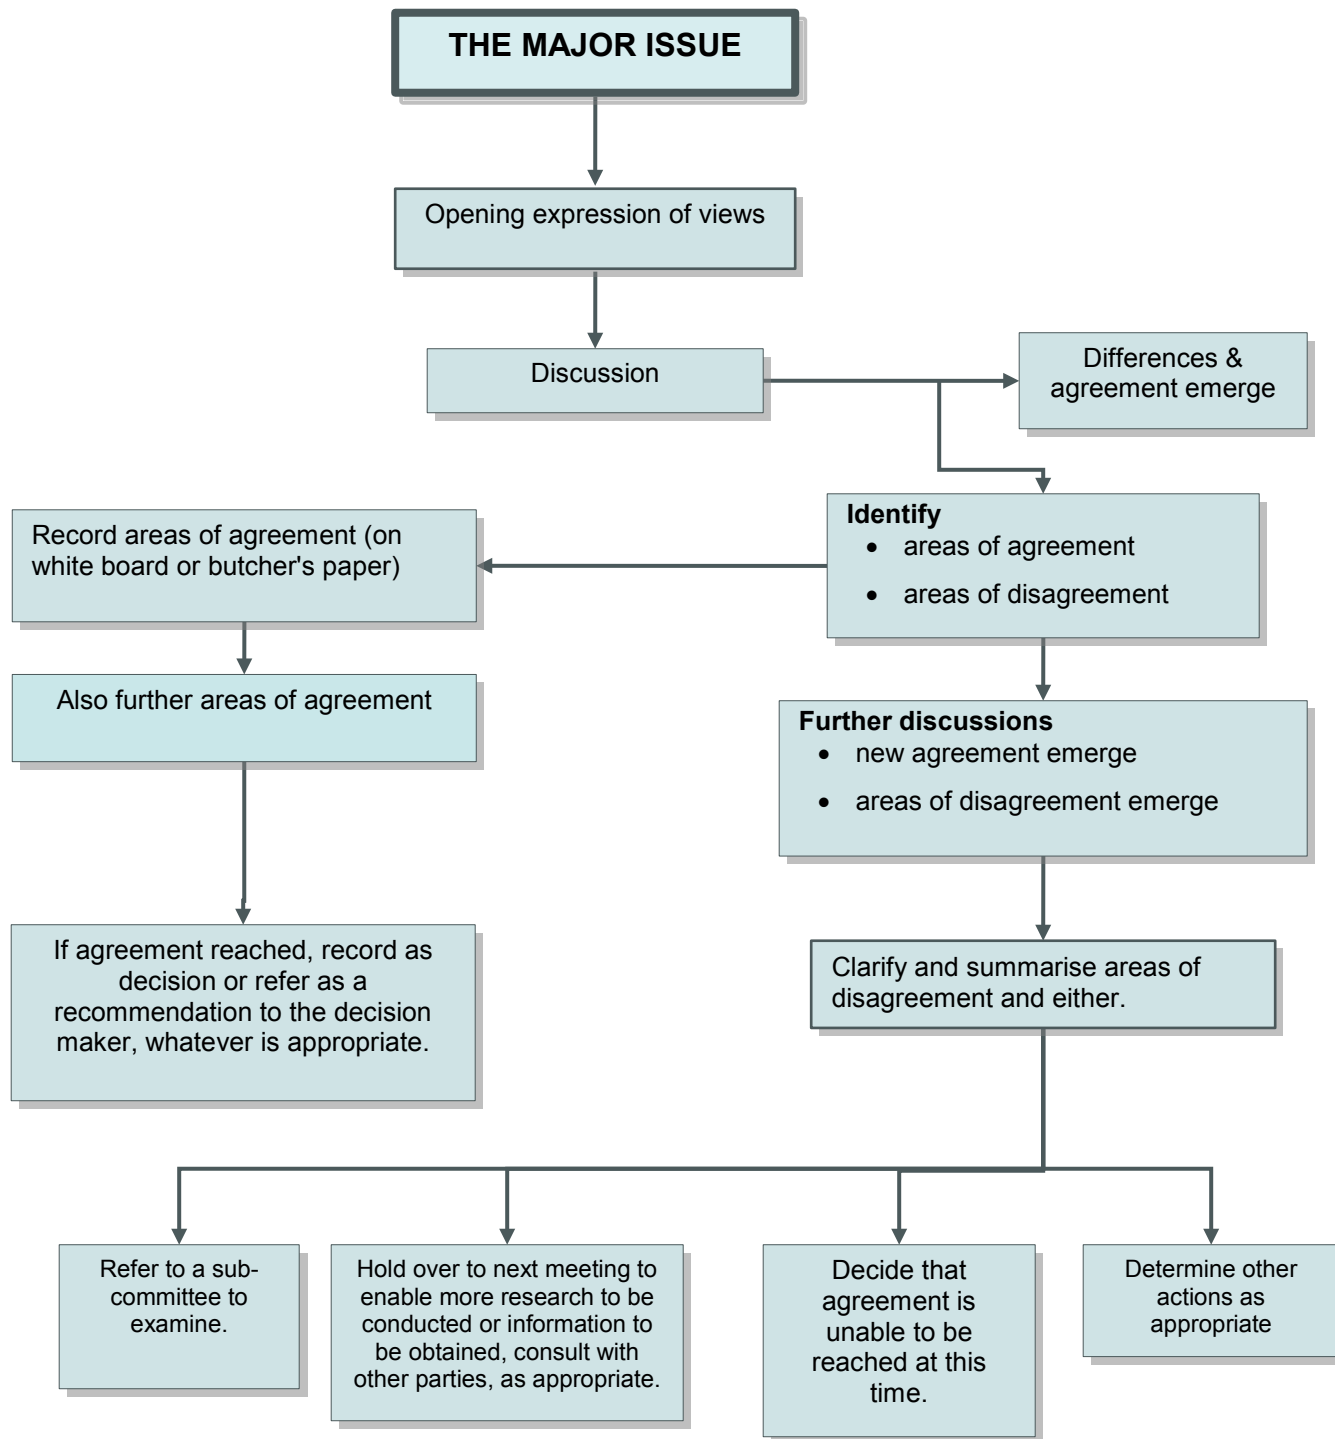 THE MAJOR ISSUE
Opening expression of views
Discussion
Differences &
agreement emerge
Identify
• areas of agreement
• areas of disagreement
Record areas of agreement (on
white board or butcher's paper)
Also further areas of agreement
Further discussions
• new agreement emerge
• areas of disagreement emerge
If agreement reached, record as
decision or refer as a
recommendation to the decision
maker, whatever is appropriate.
Clarify and summarise areas of
disagreement and either.
Refer to a sub-
committee to
examine.
Hold over to next meeting to
enable more research to be
conducted or information to
be obtained, consult with
other parties, as appropriate.
Decide that
agreement is
unable to be
reached at this
time.
Determine other
actions as
appropriate